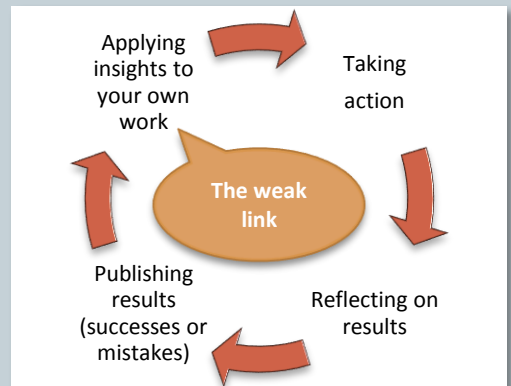 Applying
insights to
your own
work
Taking
action
The weak
link
Publishing
results
(successes or
mistakes)
Reflecting on
results